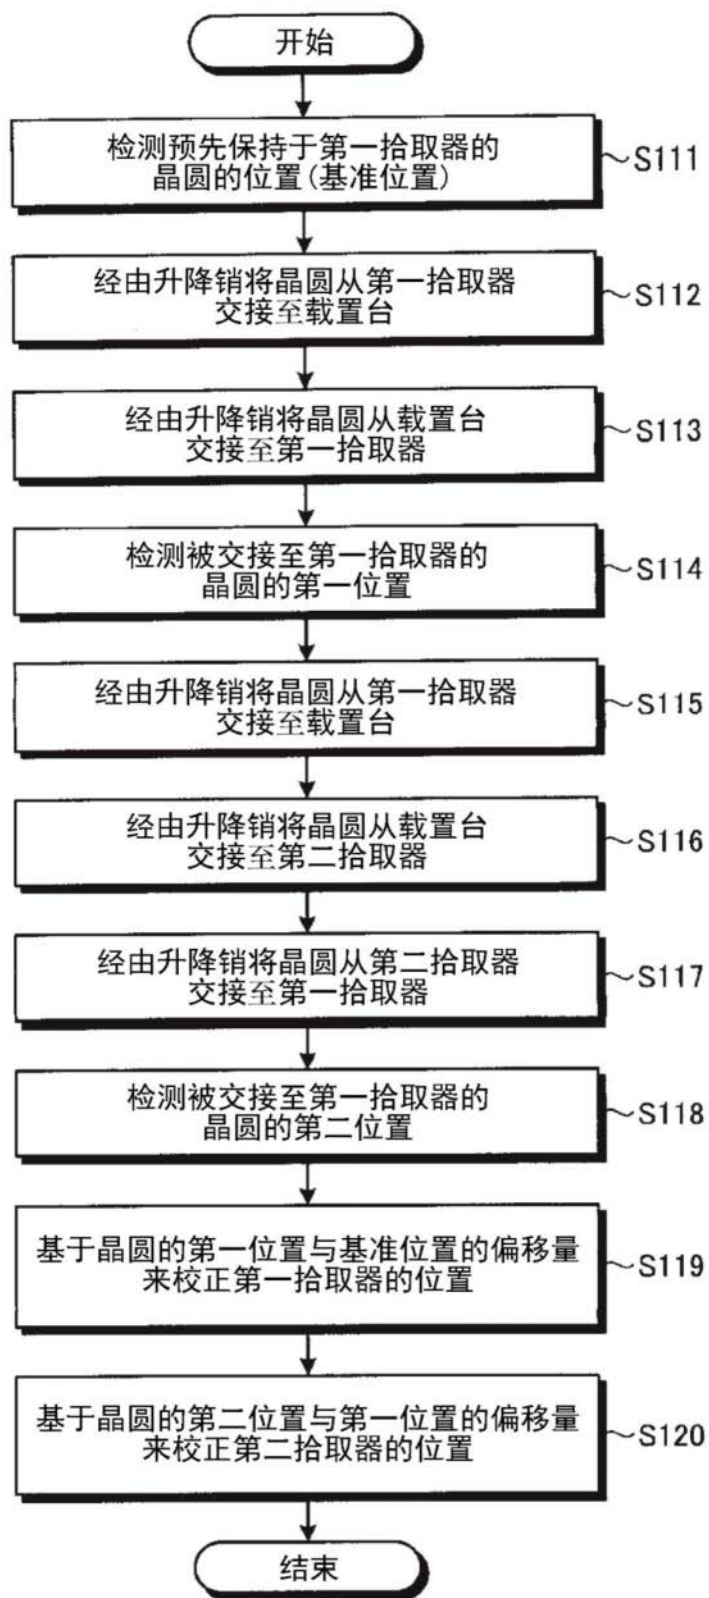 开始
检测预先保持于第一拾取器的
晶圆的位置(基准位置)
S111
经由升降销将晶圆从第一拾取器
交接至载置台
S112
经由升降销将晶圆从载置台
交接至第一拾取器
S113
检测被交接至第一拾取器的
晶圆的第一位置
S114
经由升降销将晶圆从第一拾取器
交接至载置台
S115
经由升降销将晶圆从载置台
交接至第二拾取器
S116
经由升降销将晶圆从第二拾取器
交接至第一拾取器
S117
检测被交接至第一拾取器的
晶圆的第二位置
S118
基于晶圆的第一位置与基准位置的偏移量
来校正第一拾取器的位置
S119
基于晶圆的第二位置与第一位置的偏移量
来校正第二拾取器的位置
S120
结束